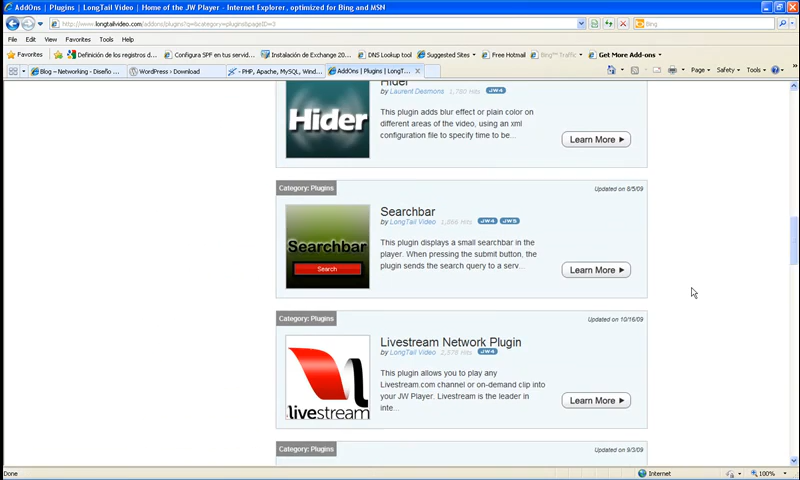 AddOns | Plugins | LongTail Video | Home of the JW Player - Internet Explorer, optimized for Bing and MSN
http://www.longtailvideo.com/addons/plugins?q=&category=plugins&pageID=3
Bing
File Edit View Favorites Tools Help
Favorites Definición de los registros d... Configura SPF en tu servid... Instalación de Exchange 20... DNS Lookup tool Suggested Sites Free Hotmail Bing™ Traffic Get More Add-ons
Blog – Networking - Diseño ... WordPress › Download - PHP, Apache, MySQL, Wind... AddOns | Plugins | LongT... X
Page Safety Tools
Hider
by Laurent Desmons 1,780 Hits JW4
This plugin adds blur effect or plain color on
different areas of the video, using an xml
configuration file to specify time to be...
Hider
Learn More
Category: Plugins
Updated on 8/5/09
Searchbar
by LongTail Video 1,866 Hits JW4 JW5
This plugin displays a small searchbar in the
player. When pressing the submit button, the
plugin sends the search query to a serv...
Searchbar
Search
Learn More
Category: Plugins
Updated on 10/16/09
Livestream Network Plugin
by LongTail Video 2,578 Hits JW4
This plugin allows you to play any
Livestream.com channel or on-demand clip into
your JW Player. Livestream is the leader in
inte...
livestream
Learn More
Category: Plugins
Updated on 9/3/09
Done
Internet
100%